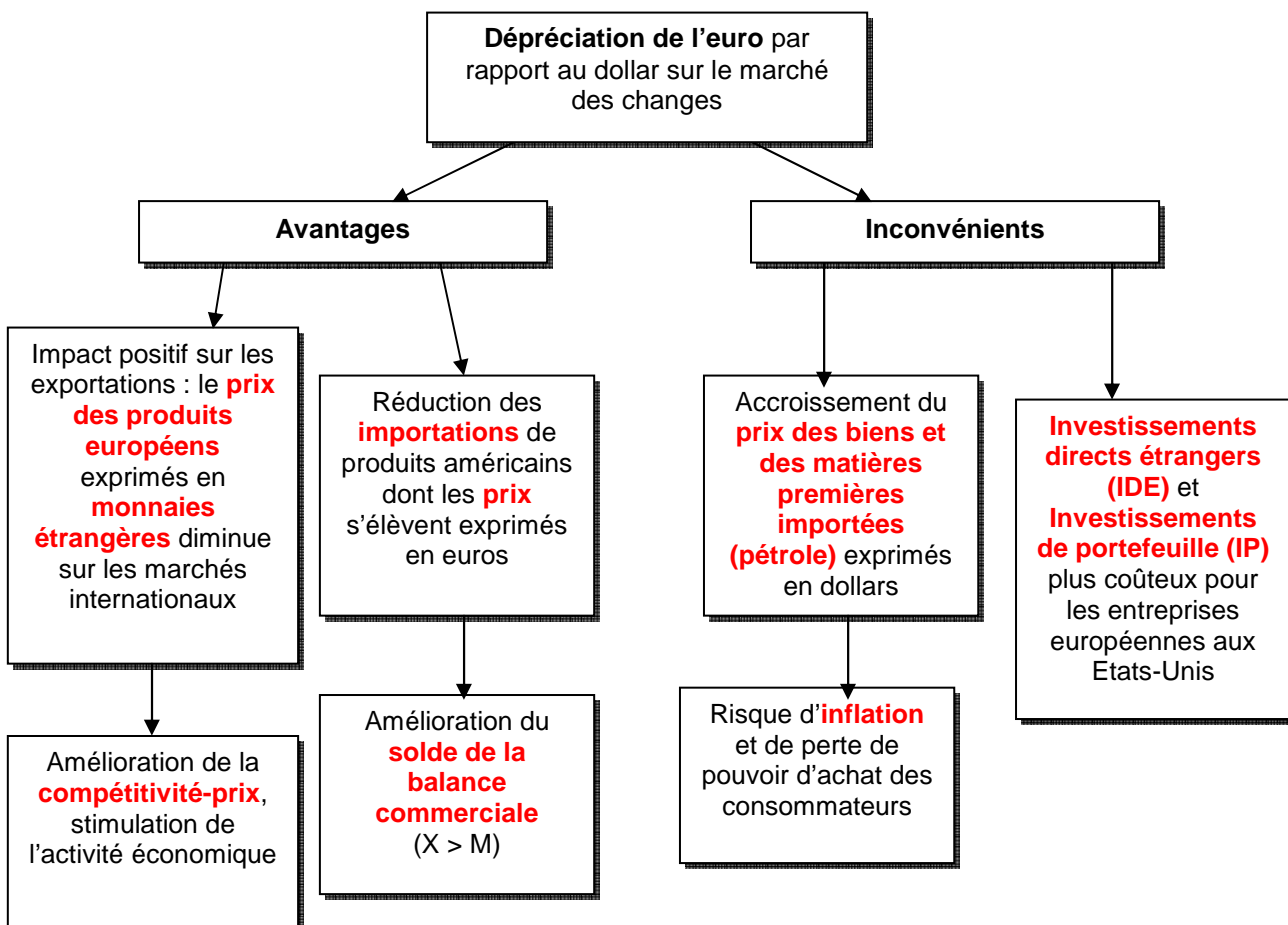 Dépréciation de l'euro par
rapport au dollar sur le marché
des changes
Avantages
Inconvénients
Impact positif sur les
exportations : le prix
des produits
européens
exprimés en
monnaies
étrangères diminue
sur les marchés
internationaux
Réduction des
importations de
produits américains
dont les prix
s'élèvent exprimés
en euros
Accroissement du
prix des biens et
des matières
premières
importées
(pétrole) exprimés
en dollars
Investissements
directs étrangers
(IDE) et
Investissements
de portefeuille (IP)
plus coûteux pour
les entreprises
européennes aux
Etats-Unis
Amélioration de la
compétitivité-prix,
stimulation de
l'activité économique
Amélioration du
solde de la
balance
commerciale
(X > M)
Risque d'inflation
et de perte de
pouvoir d'achat des
consommateurs